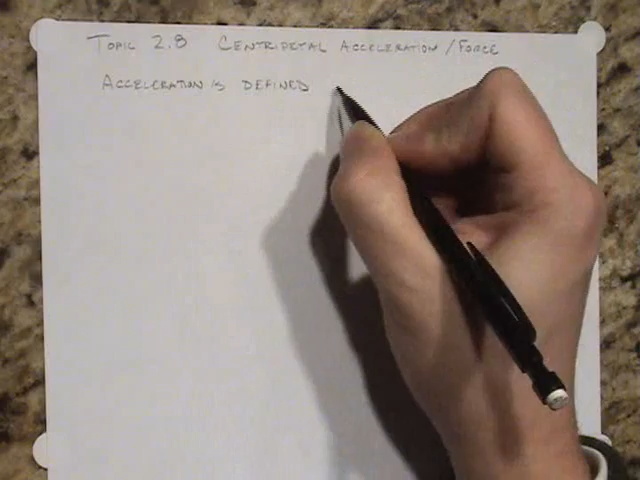 TOPIC 2.8 CENTRIPETAL ACCELERATION / FORCE
ACCELERATION IS DEFINED